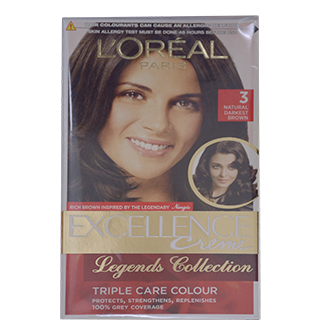 HAIR COLOURANTS CAN CAUSE AN ALLERGIC
SKIN ALLERGY TEST MUST BE DONE 48 HOURS BEFORE
L'ORÉAL
PARIS
3
NATURAL
DARKEST
BROWN
RICH BROWN INSPIRED BY THE LEGENDARY Nargis
EXCELLENCE
Creme
Legends Collection
TRIPLE CARE COLOUR
PROTECTS, STRENGTHENS, REPLENISHES
100% GREY COVERAGE